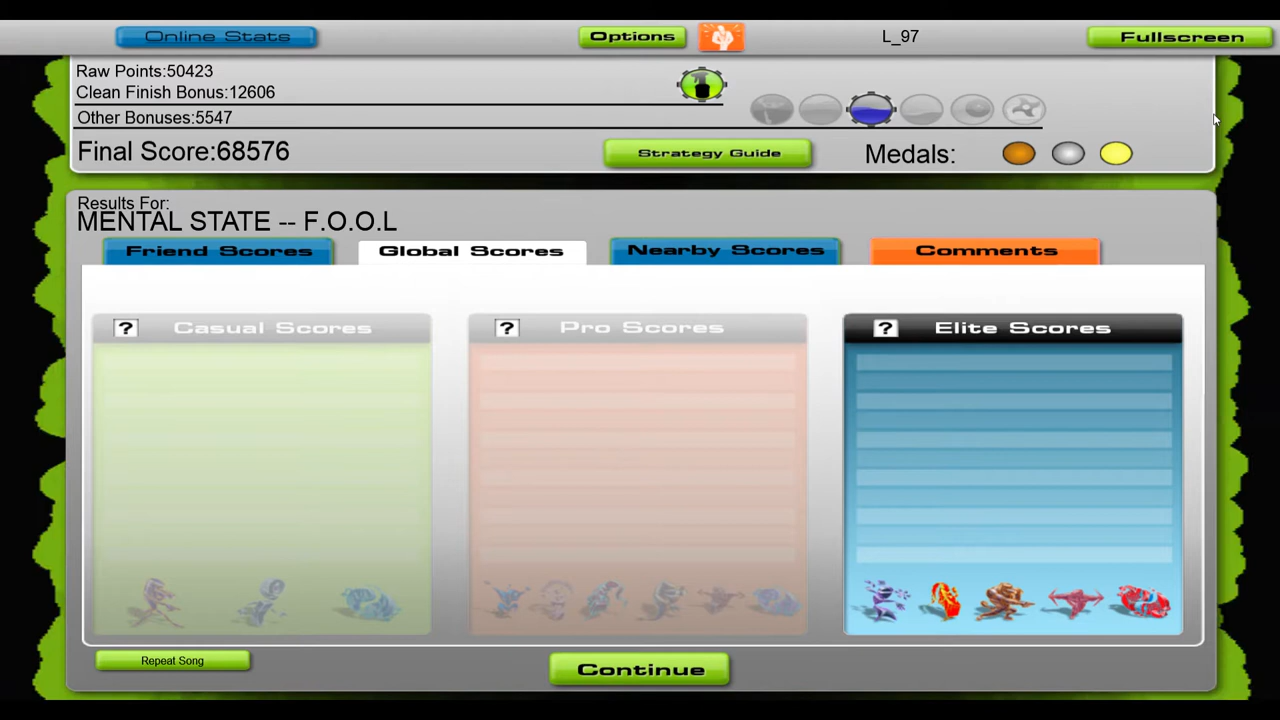 Online Stats
Options
L_97
Fullscreen
Raw Points:50423
Clean Finish Bonus:12606
Other Bonuses:5547
Final Score:68576
Strategy Guide
Medals:
Results For:
MENTAL STATE -- F.O.O.L
Friend Scores
Global Scores
Nearby Scores
Comments
? Casual Scores
? Pro Scores
? Elite Scores
Repeat Song
Continue